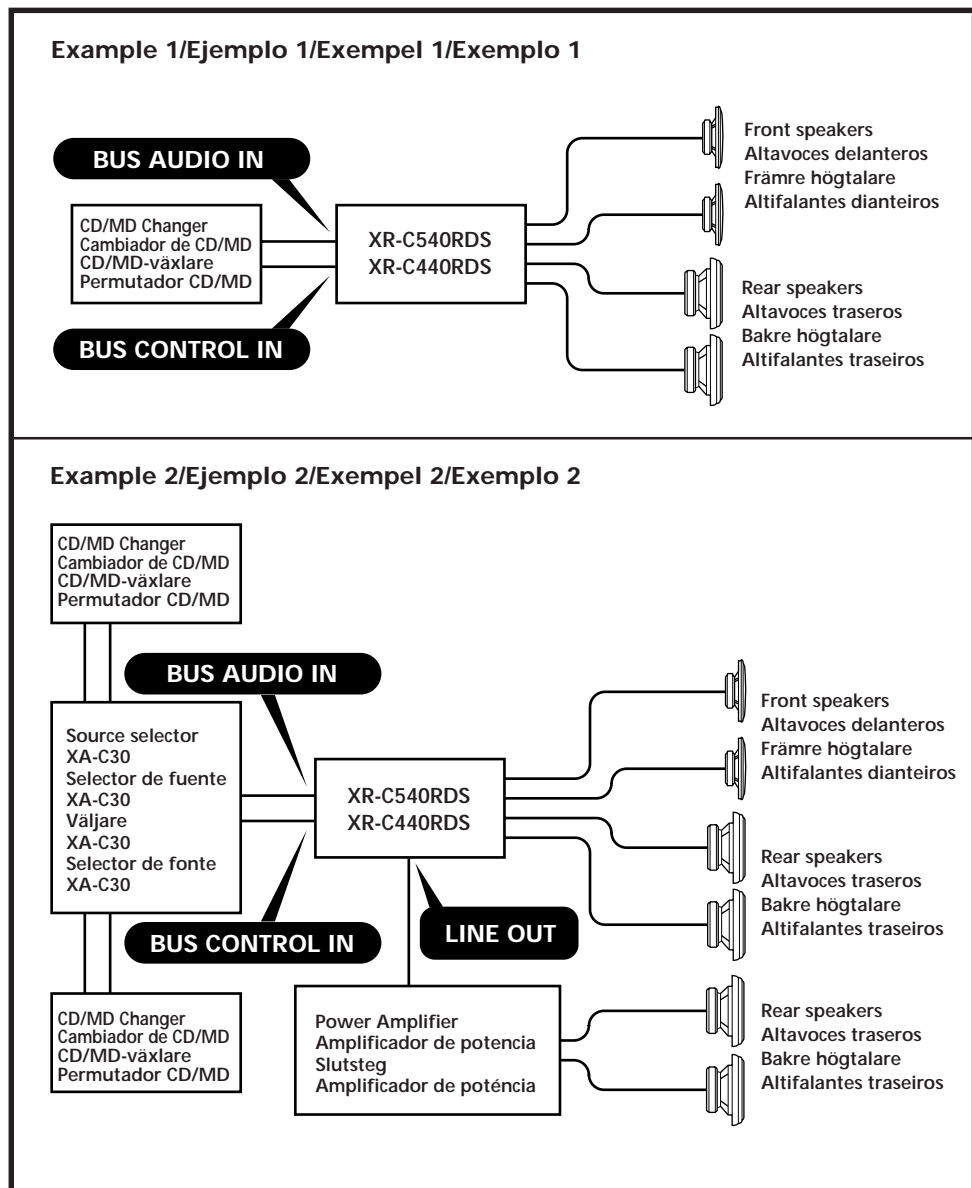 Example 1/Ejemplo 1/Exempel 1/Exemplo 1
BUS AUDIO IN
CD/MD Changer
Cambiador de CD/MD
CD/MD-växlare
Permutador CD/MD
BUS CONTROL IN
XR-C540RDS
XR-C440RDS
Front speakers
Altavoces delanteros
Främre högtalare
Altifalantes dianteiros
Rear speakers
Altavoces traseros
Bakre högtalare
Altifalantes traseiros
Example 2/Ejemplo 2/Exempel 2/Exemplo 2
CD/MD Changer
Cambiador de CD/MD
CD/MD-växlare
Permutador CD/MD
BUS AUDIO IN
Source selector
XA-C30
Selector de fuente
XA-C30
Väljare
XA-C30
Selector de fonte
XA-C30
XR-C540RDS
XR-C440RDS
BUS CONTROL IN
LINE OUT
Front speakers
Altavoces delanteros
Främre högtalare
Altifalantes dianteiros
Rear speakers
Altavoces traseros
Bakre högtalare
Altifalantes traseiros
CD/MD Changer
Cambiador de CD/MD
CD/MD-växlare
Permutador CD/MD
Power Amplifier
Amplificador de potencia
Slutsteg
Amplificador de poténcia
Rear speakers
Altavoces traseros
Bakre högtalare
Altifalantes traseiros